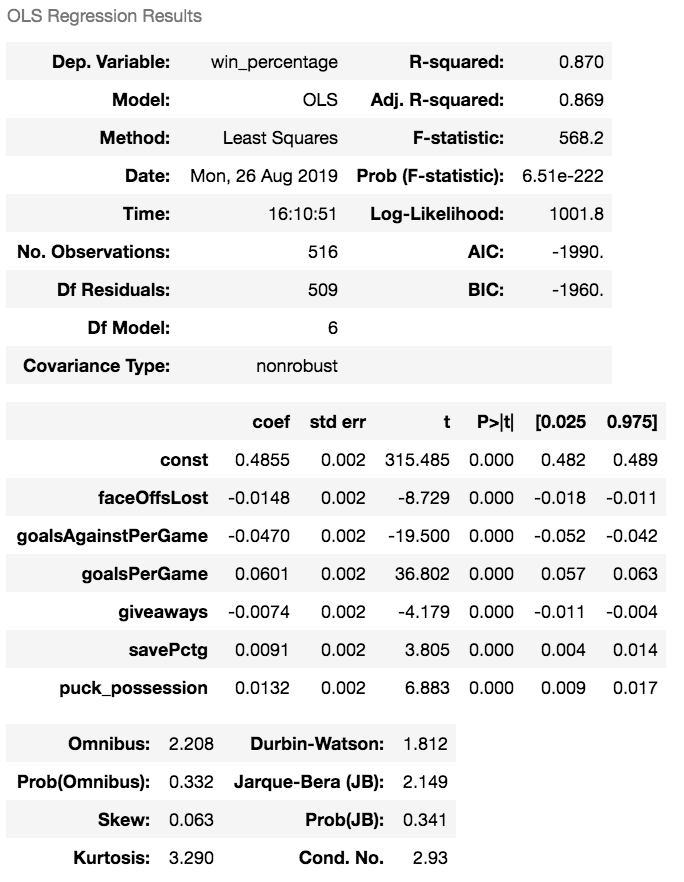 OLS Regression Results
Dep. Variable: win_percentage R-squared: 0.870
Model: OLS Adj. R-squared: 0.869
Method: Least Squares F-statistic: 568.2
Date: Mon, 26 Aug 2019 Prob (F-statistic): 6.51e-222
Time: 16:10:51 Log-Likelihood: 1001.8
No. Observations: 516 AIC: -1990.
Df Residuals: 509 BIC: -1960.
Df Model: 6
Covariance Type: nonrobust
coef std err t P>|t| [0.025 0.975]
const 0.4855 0.002 315.485 0.000 0.482 0.489
faceOffsLost -0.0148 0.002 -8.729 0.000 -0.018 -0.011
goalsAgainstPerGame -0.0470 0.002 -19.500 0.000 -0.052 -0.042
goalsPerGame 0.0601 0.002 36.802 0.000 0.057 0.063
giveaways -0.0074 0.002 -4.179 0.000 -0.011 -0.004
savePctg 0.0091 0.002 3.805 0.000 0.004 0.014
puck_possession 0.0132 0.002 6.883 0.000 0.009 0.017
Omnibus: 2.208 Durbin-Watson: 1.812
Prob(Omnibus): 0.332 Jarque-Bera (JB): 2.149
Skew: 0.063 Prob(JB): 0.341
Kurtosis: 3.290 Cond. No. 2.93